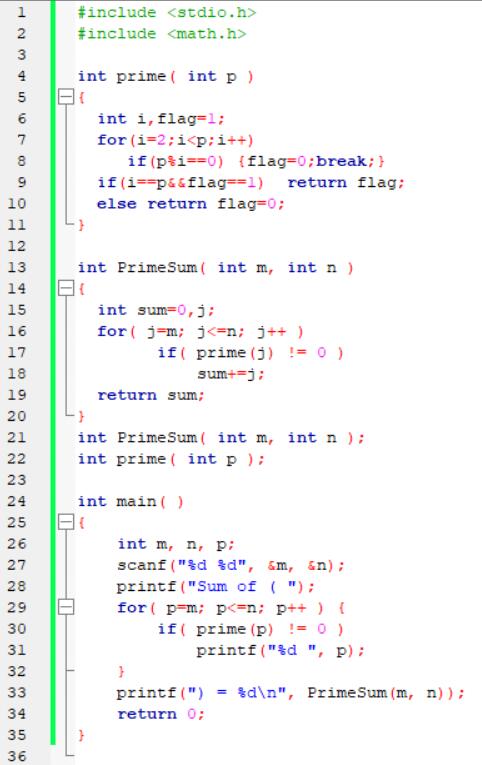 1 #include <stdio.h>
2 #include <math.h>
3
4 int prime( int p )
5 {
6 int i,flag=1;
7 for(i=2;i<p;i++)
8 if(p%i==0) {flag=0;break;}
9 if(i==p&&flag==1) return flag;
10 else return flag=0;
11 }
12
13 int PrimeSum( int m, int n )
14 {
15 int sum=0,j;
16 for( j=m; j<=n; j++ )
17 if( prime(j) != 0 )
18 sum+=j;
19 return sum;
20 }
21 int PrimeSum( int m, int n );
22 int prime( int p );
23
24 int main( )
25 {
26 int m, n, p;
27 scanf("%d %d", &m, &n);
28 printf("Sum of ( ");
29 for( p=m; p<=n; p++ ) {
30 if( prime(p) != 0 )
31 printf("%d ", p);
32 }
33 printf(") = %d\n", PrimeSum(m, n));
34 return 0;
35 }
36